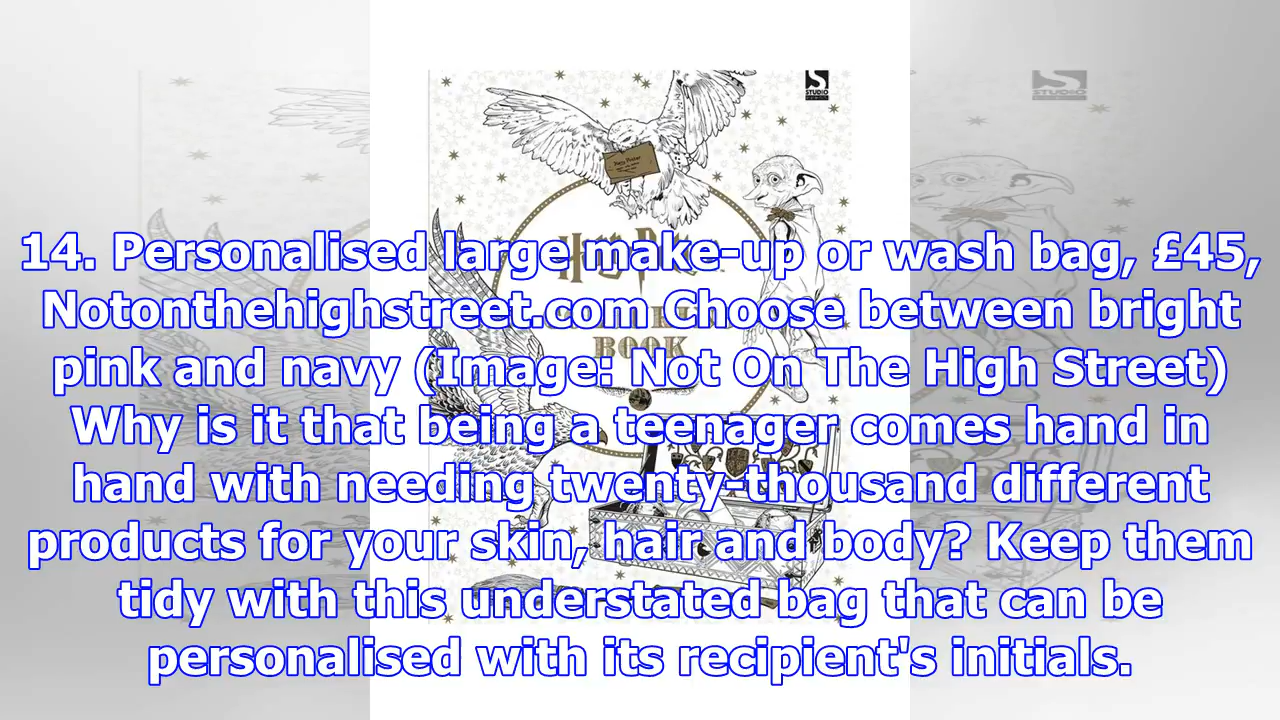 STUDIO
STUDIO
14. Personalised large make-up or wash bag, £45,
Notonthehighstreet.com Choose between bright
pink and navy (Image: Not On The High Street)
Why is it that being a teenager comes hand in
hand with needing twenty-thousand different
products for your skin, hair and body? Keep them
tidy with this understated bag that can be
personalised with its recipient's initials.
BOOK